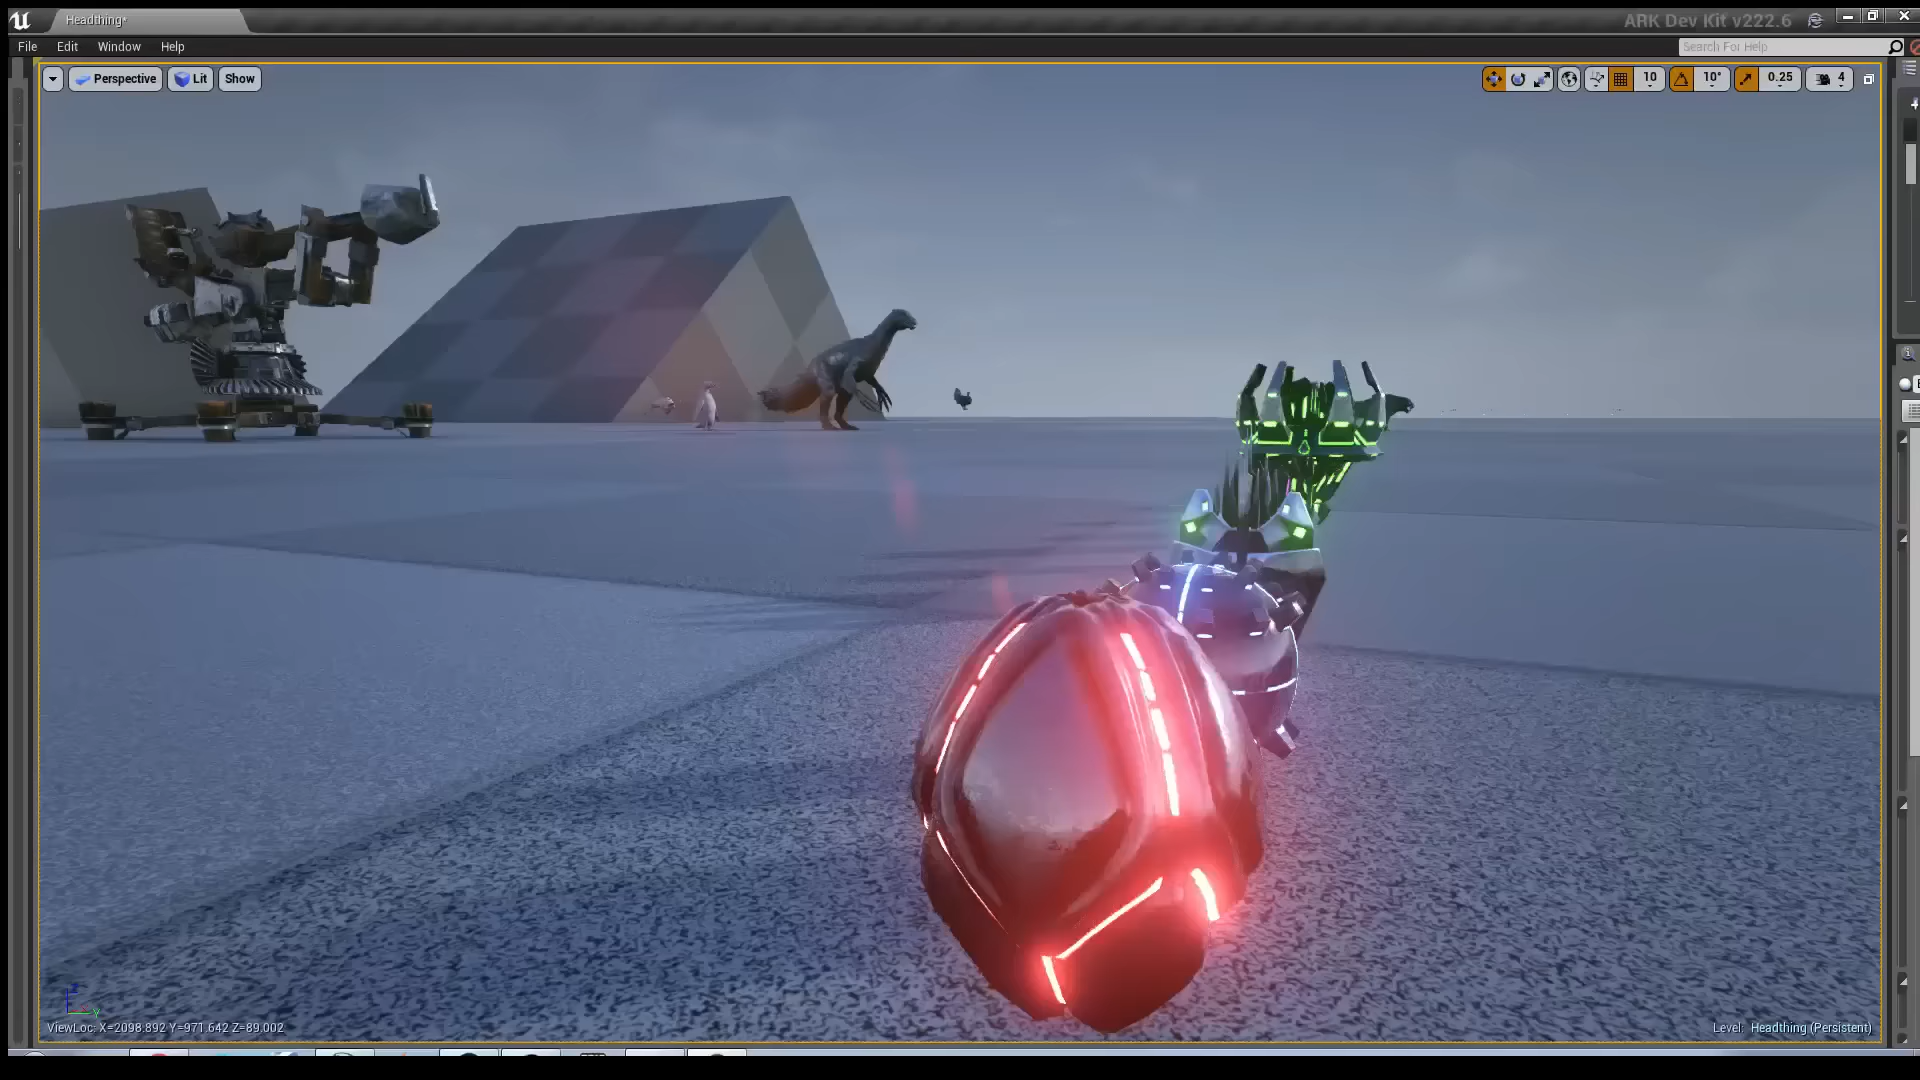 Headthing*
ARK Dev Kit v222.6
File Edit Window Help
Search For Help
Perspective Lit Show
10 10° 0.25 4
ViewLoc: X=2098.892 Y=971.642 Z=89.002
Level: Headthing (Persistent)